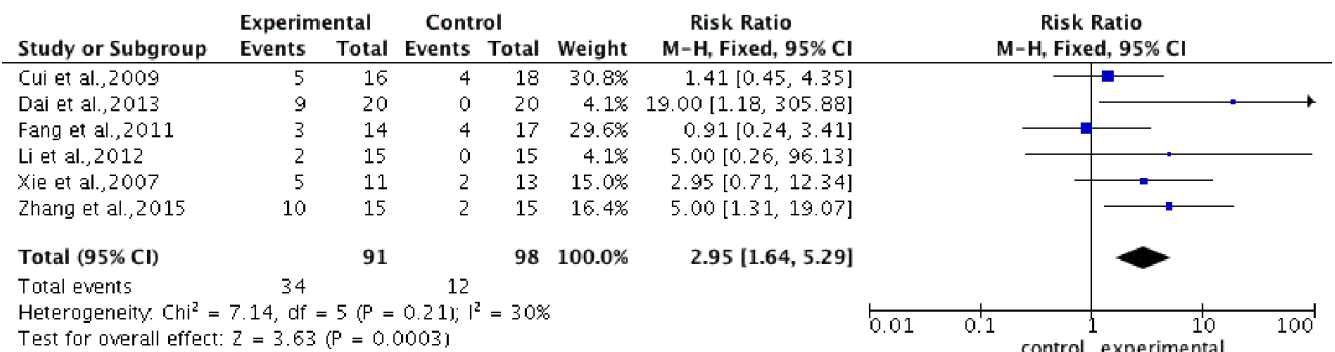 Experimental Control Risk Ratio Risk Ratio
Study or Subgroup Events Total Events Total Weight M-H, Fixed, 95% CI M-H, Fixed, 95% CI
Cui et al.,2009 5 16 4 18 30.8% 1.41 [0.45, 4.35]
Dai et al.,2013 9 20 0 20 4.1% 19.00 [1.18, 305.88]
Fang et al.,2011 3 14 4 17 29.6% 0.91 [0.24, 3.41]
Li et al.,2012 2 15 0 15 4.1% 5.00 [0.26, 96.13]
Xie et al.,2007 5 11 2 13 15.0% 2.95 [0.71, 12.34]
Zhang et al.,2015 10 15 2 15 16.4% 5.00 [1.31, 19.07]
Total (95% CI) 91 98 100.0% 2.95 [1.64, 5.29]
Total events 34 12
Heterogeneity: Chi² = 7.14, df = 5 (P = 0.21); I² = 30%
Test for overall effect: Z = 3.63 (P = 0.0003)
0.01 0.1 1 10 100
control experimental